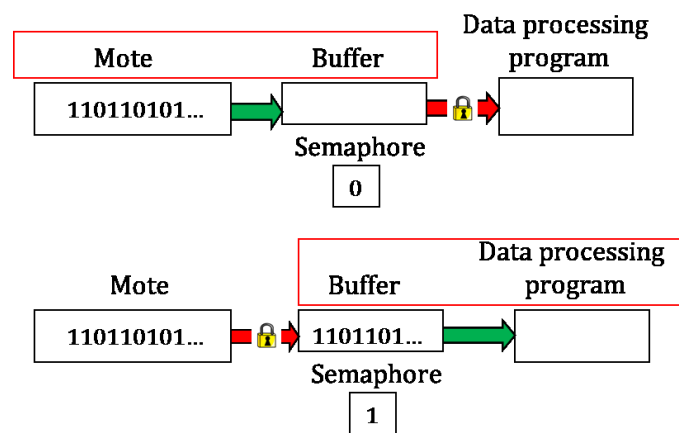 Data processing
program
Mote
Buffer
110110101...
Semaphore
0
Data processing
program
Mote
Buffer
110110101...
1101101...
Semaphore
1